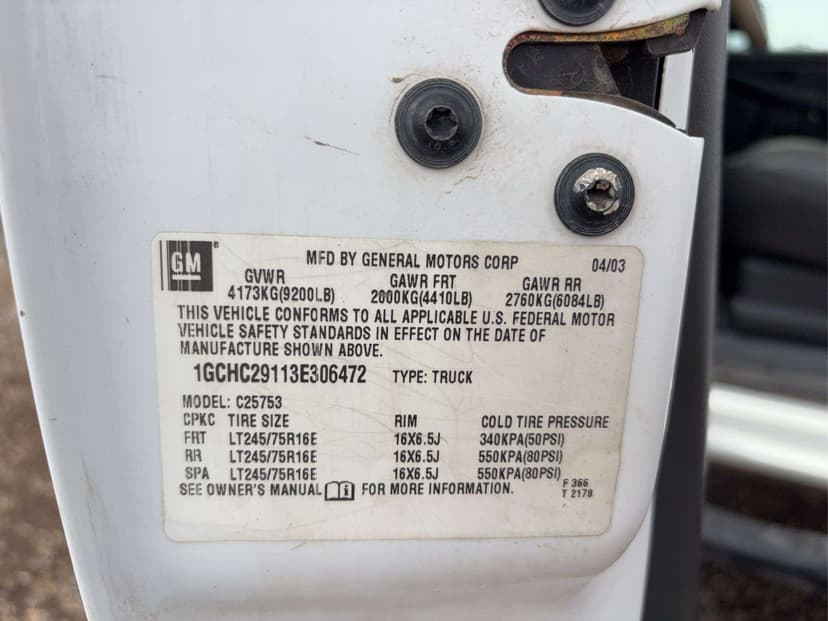 GM®
MFD BY GENERAL MOTORS CORP 04/03
GVWR GAWR FRT GAWR RR
4173KG(9200LB) 2000KG(4410LB) 2760KG(6084LB)
THIS VEHICLE CONFORMS TO ALL APPLICABLE U.S. FEDERAL MOTOR
VEHICLE SAFETY STANDARDS IN EFFECT ON THE DATE OF
MANUFACTURE SHOWN ABOVE.
1GCHC29113E306472 TYPE: TRUCK
MODEL: C25753
CPKC TIRE SIZE RIM COLD TIRE PRESSURE
FRT LT245/75R16E 16X6.5J 340KPA(50PSI)
RR LT245/75R16E 16X6.5J 550KPA(80PSI)
SPA LT245/75R16E 16X6.5J 550KPA(80PSI)
SEE OWNER'S MANUAL FOR MORE INFORMATION.
F 366
T 2178